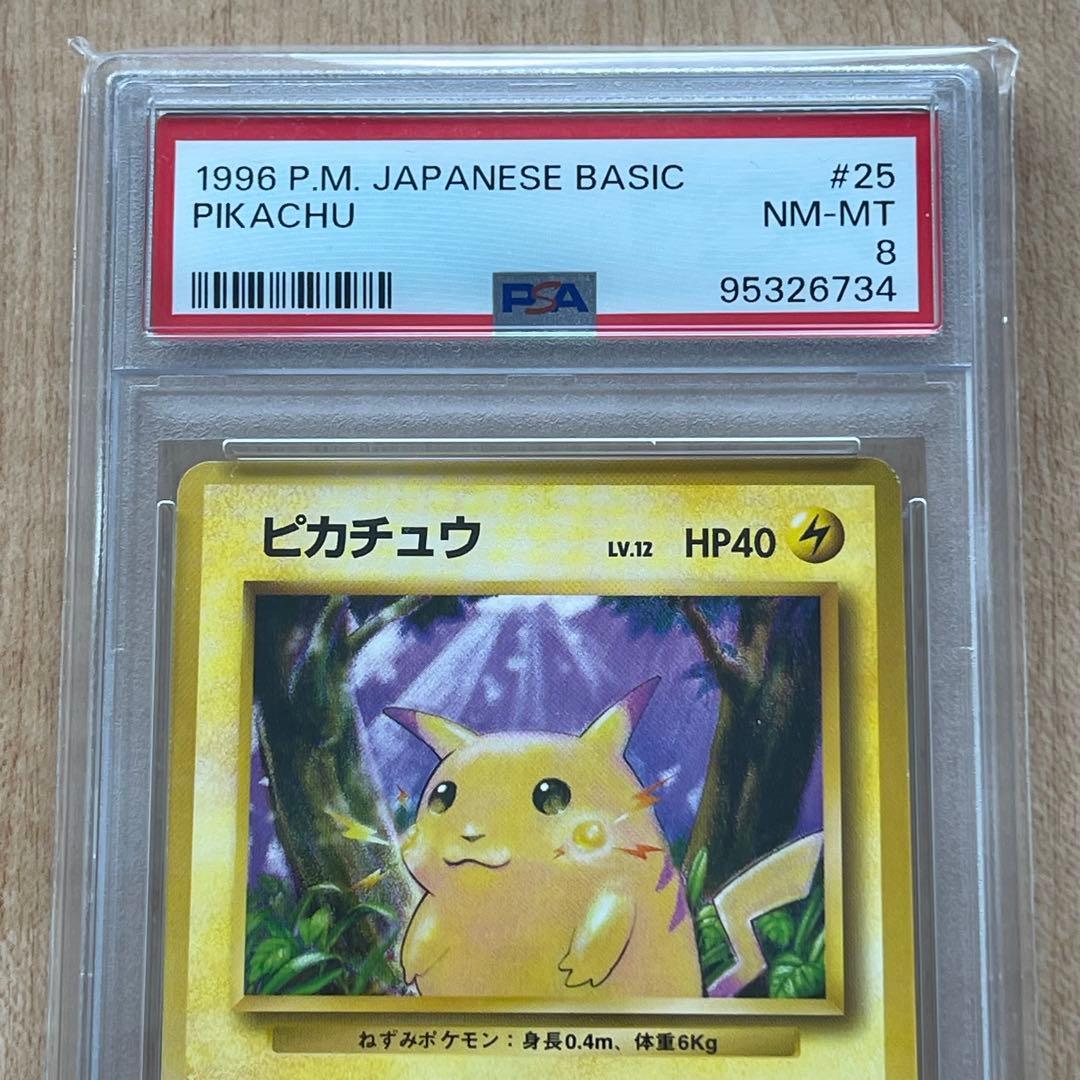 1996 P.M. JAPANESE BASIC #25
PIKACHU NM-MT
8
PSA 95326734
ピカチュウ LV.12 HP40
ねずみポケモン：身長0.4m、体重6Kg